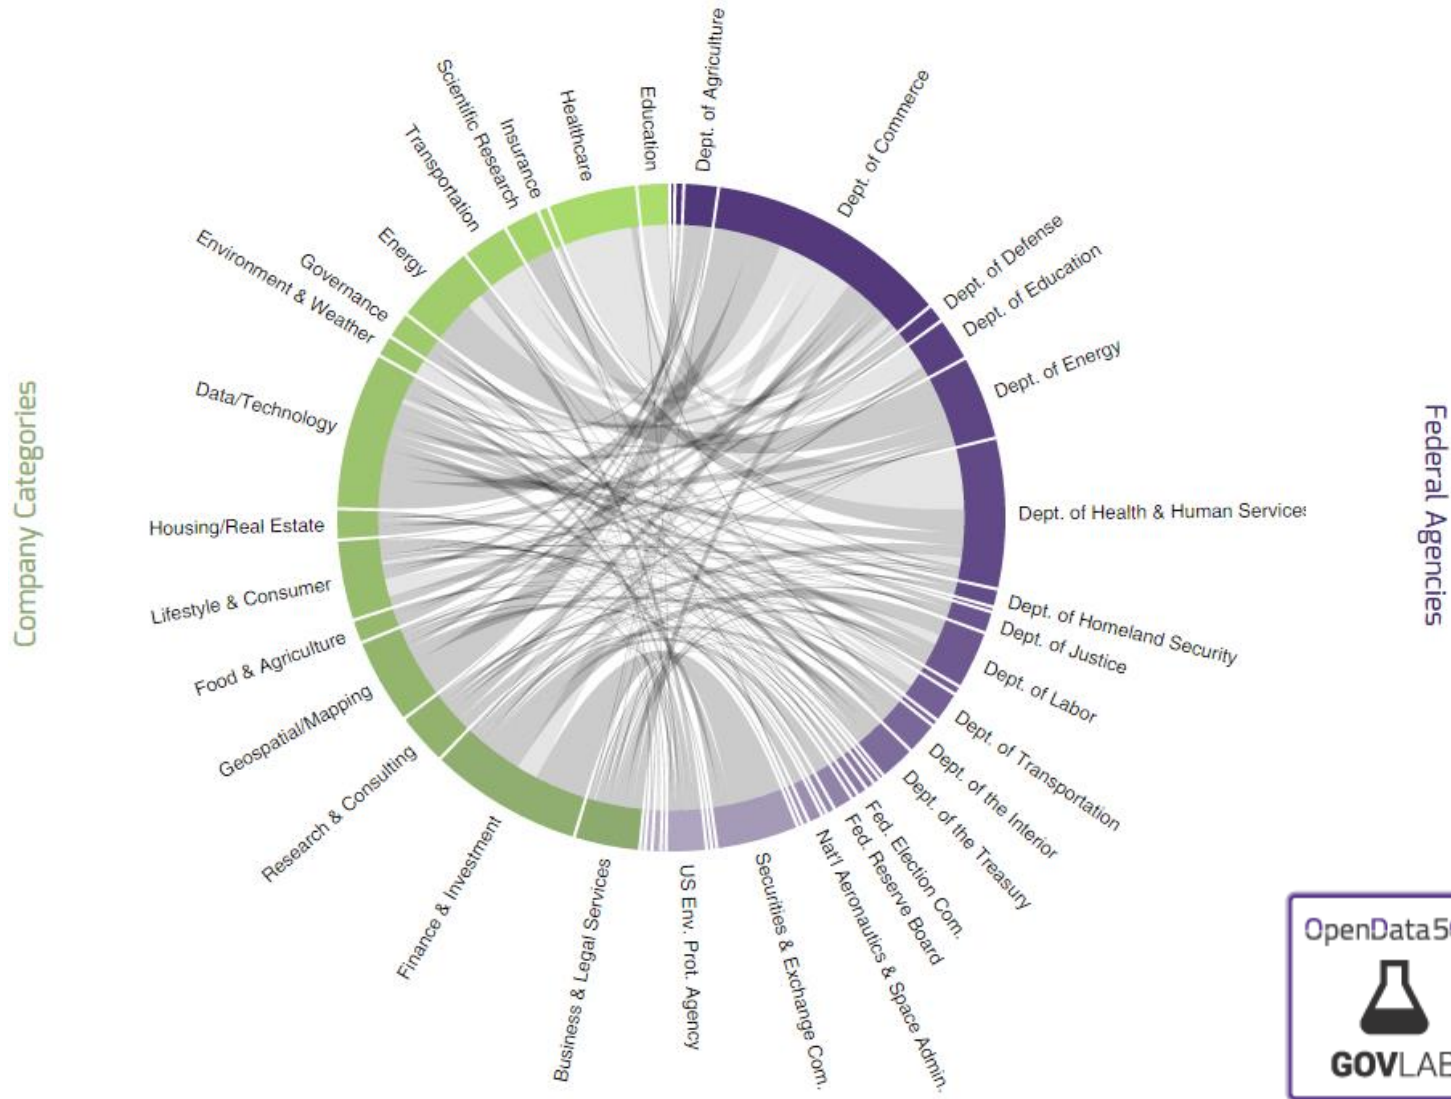 Company Categories
Federal Agencies
Scientific Research
Insurance
Healthcare
Education
Transportation
Energy
Governance
Environment & Weather
Data/Technology
Housing/Real Estate
Lifestyle & Consumer
Food & Agriculture
Geospatial/Mapping
Research & Consulting
Finance & Investment
Business & Legal Services
Dept. of Agriculture
Dept. of Commerce
Dept. of Defense
Dept. of Education
Dept. of Energy
Dept. of Health & Human Services
Dept. of Homeland Security
Dept. of Justice
Dept. of Labor
Dept. of Transportation
Dept. of the Interior
Dept. of the Treasury
Fed. Election Com.
Fed. Reserve Board
Nat'l Aeronautics & Space Admin.
Securities & Exchange Com.
US Env. Prot. Agency
OpenData50
GOVLAB